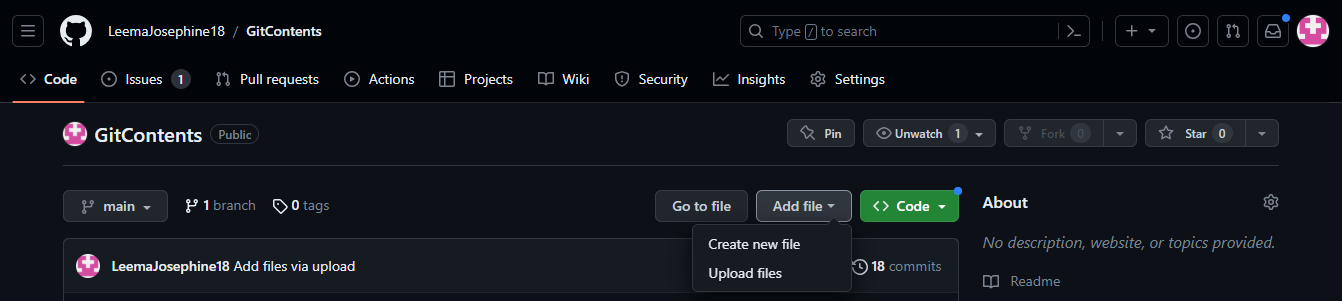 LeemaJosephine18 / GitContents
Type / to search
Code
Issues 1
Pull requests
Actions
Projects
Wiki
Security
Insights
Settings
GitContents Public
Pin
Unwatch 1
Fork 0
Star 0
main
1 branch
0 tags
Go to file
Add file
Code
Create new file
Upload files
LeemaJosephine18 Add files via upload
18 commits
About
No description, website, or topics provided.
Readme